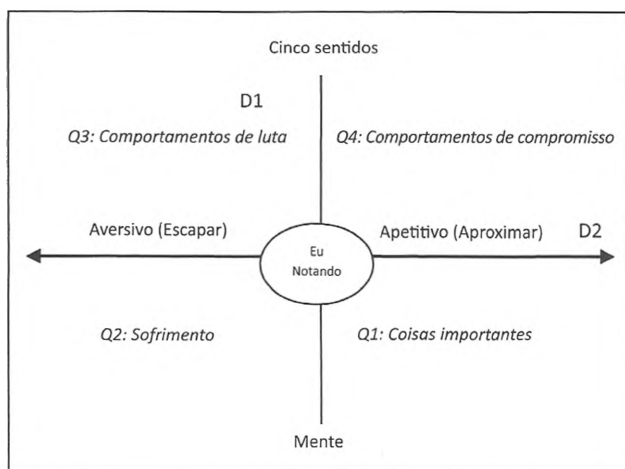 Cinco sentidos
D1
Q3: Comportamentos de luta
Q4: Comportamentos de compromisso
Aversivo (Escapar)
Eu
Notando
Apetitivo (Aproximar)
D2
Q2: Sofrimento
Q1: Coisas importantes
Mente